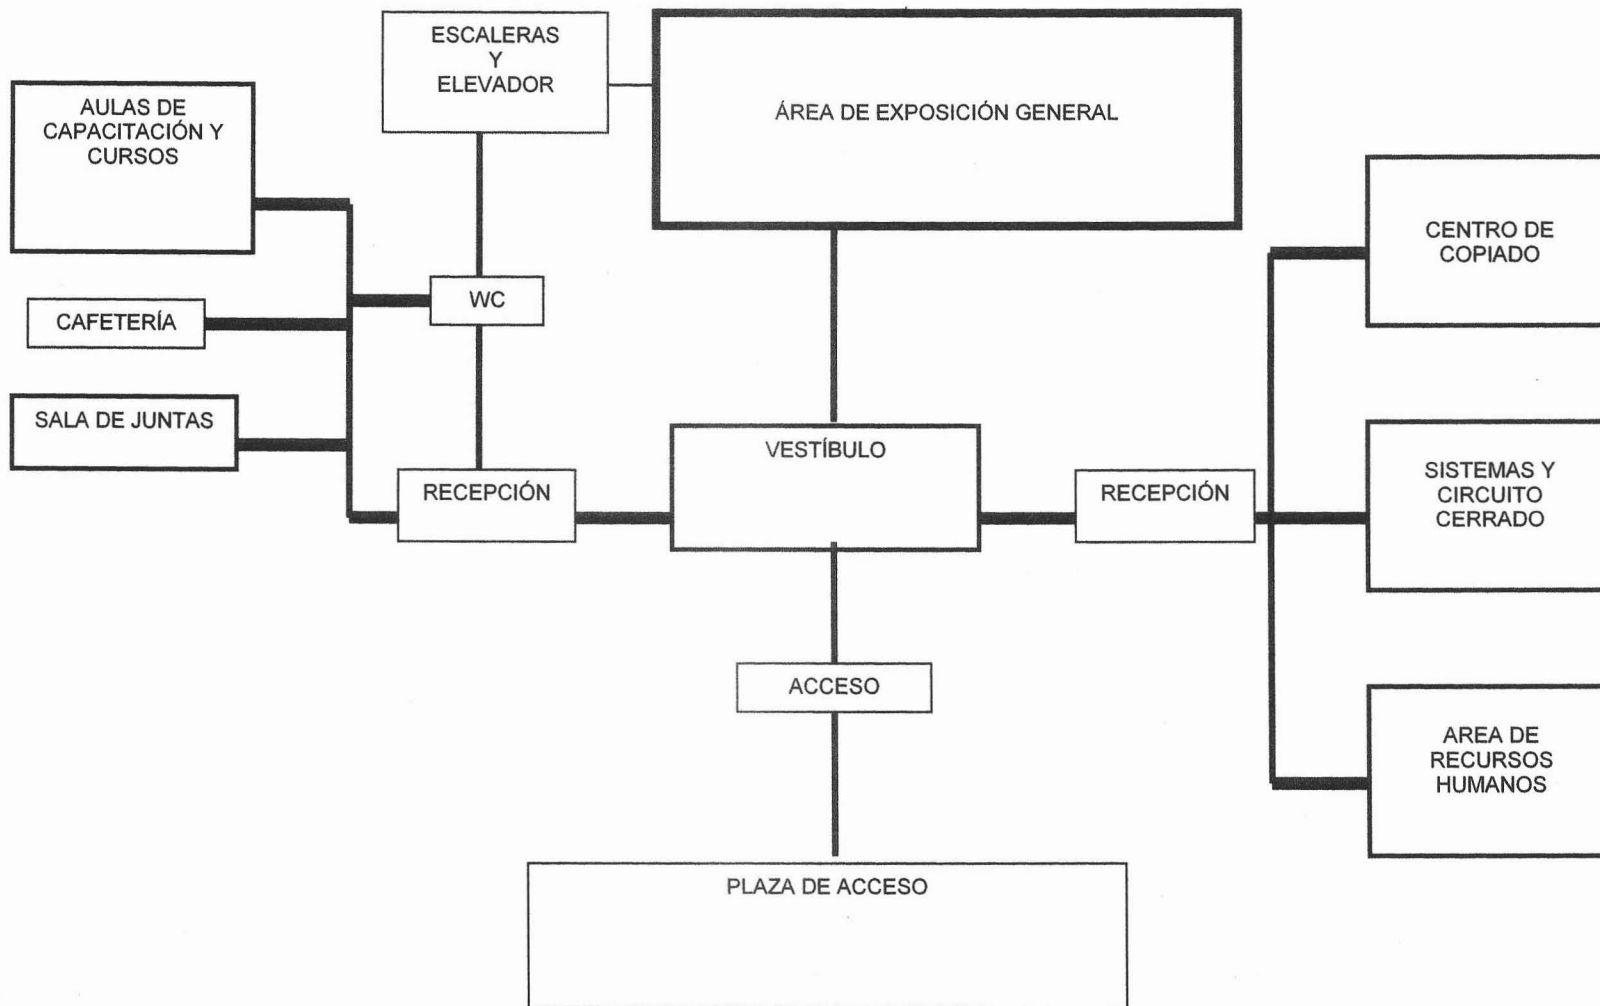 ESCALERAS
Y
ELEVADOR
ÁREA DE EXPOSICIÓN GENERAL
AULAS DE
CAPACITACIÓN Y
CURSOS
CENTRO DE
COPIADO
WC
CAFETERÍA
SALA DE JUNTAS
VESTÍBULO
RECEPCIÓN
RECEPCIÓN
SISTEMAS Y
CIRCUITO
CERRADO
ACCESO
AREA DE
RECURSOS
HUMANOS
PLAZA DE ACCESO